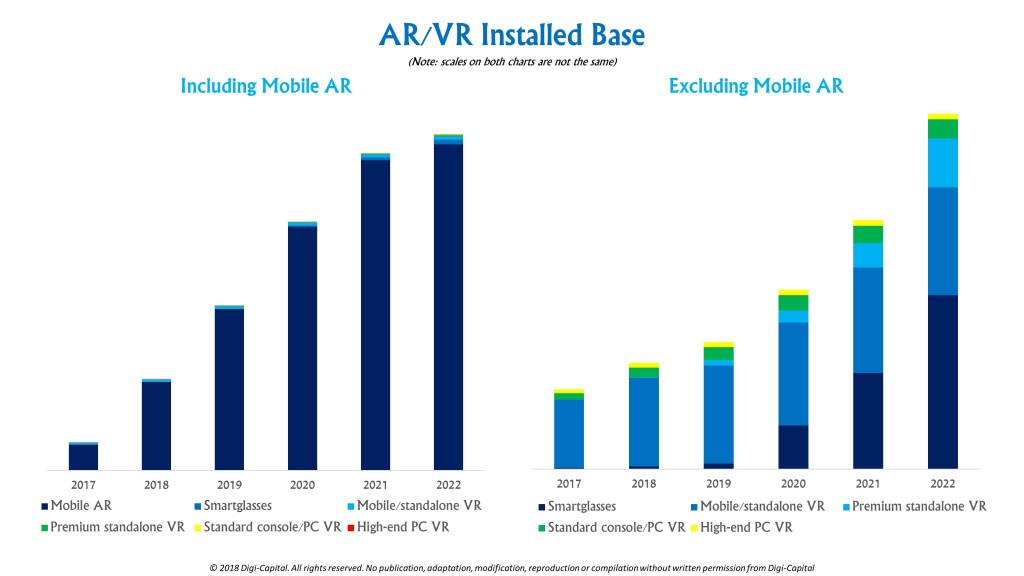 AR/VR Installed Base
(Note: scales on both charts are not the same)
Including Mobile AR
Excluding Mobile AR
2017 2018 2019 2020 2021 2022
Mobile AR Smartglasses Mobile/standalone VR
Premium standalone VR Standard console/PC VR High-end PC VR
2017 2018 2019 2020 2021 2022
Smartglasses Mobile/standalone VR Premium standalone VR
Standard console/PC VR High-end PC VR
© 2018 Digi-Capital. All rights reserved. No publication, adaptation, modification, reproduction or compilation without written permission from Digi-Capital